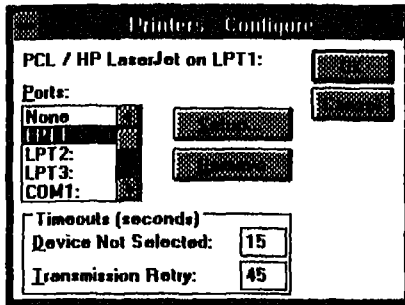 Printers - Configure
PCL / HP LaserJet on LPT1:
Ports:
None
LPT1:
LPT2:
LPT3:
COM1:
Timeouts (seconds)
Device Not Selected: 15
Transmission Retry: 45